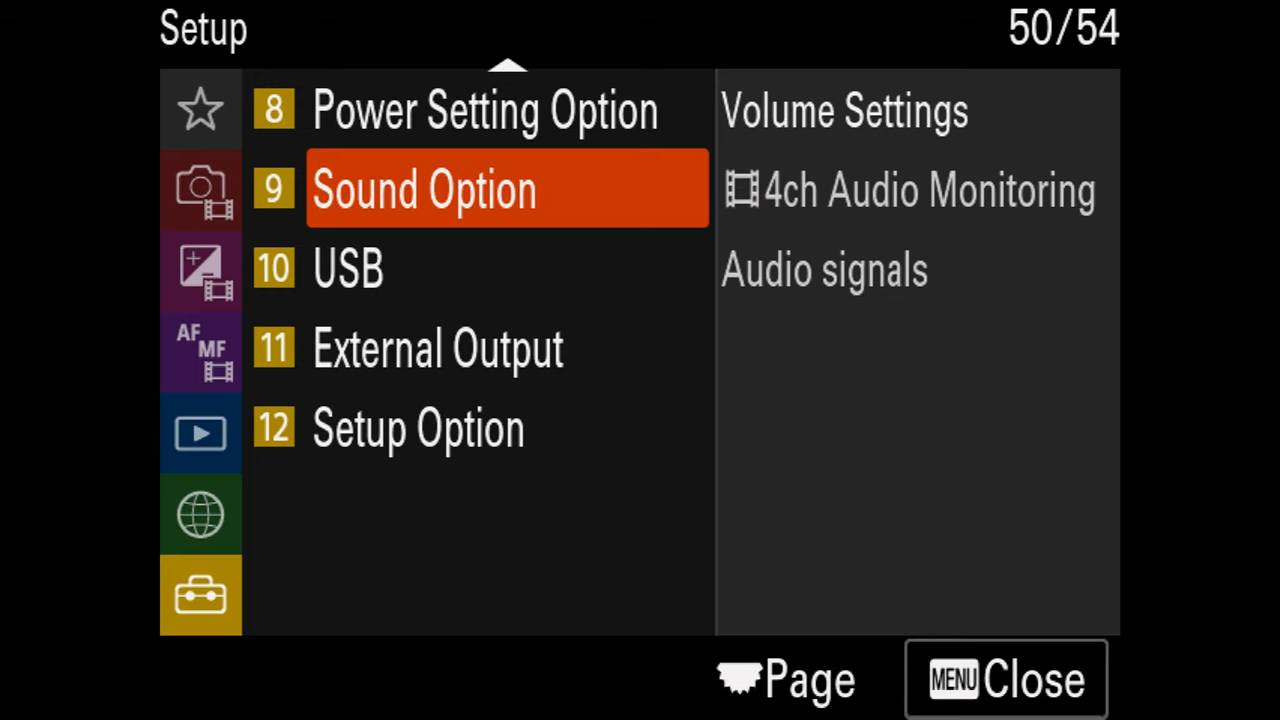 Setup 50/54
8 Power Setting Option
9 Sound Option
10 USB
11 External Output
12 Setup Option
Volume Settings
4ch Audio Monitoring
Audio signals
AF
MF
Page
MENU Close